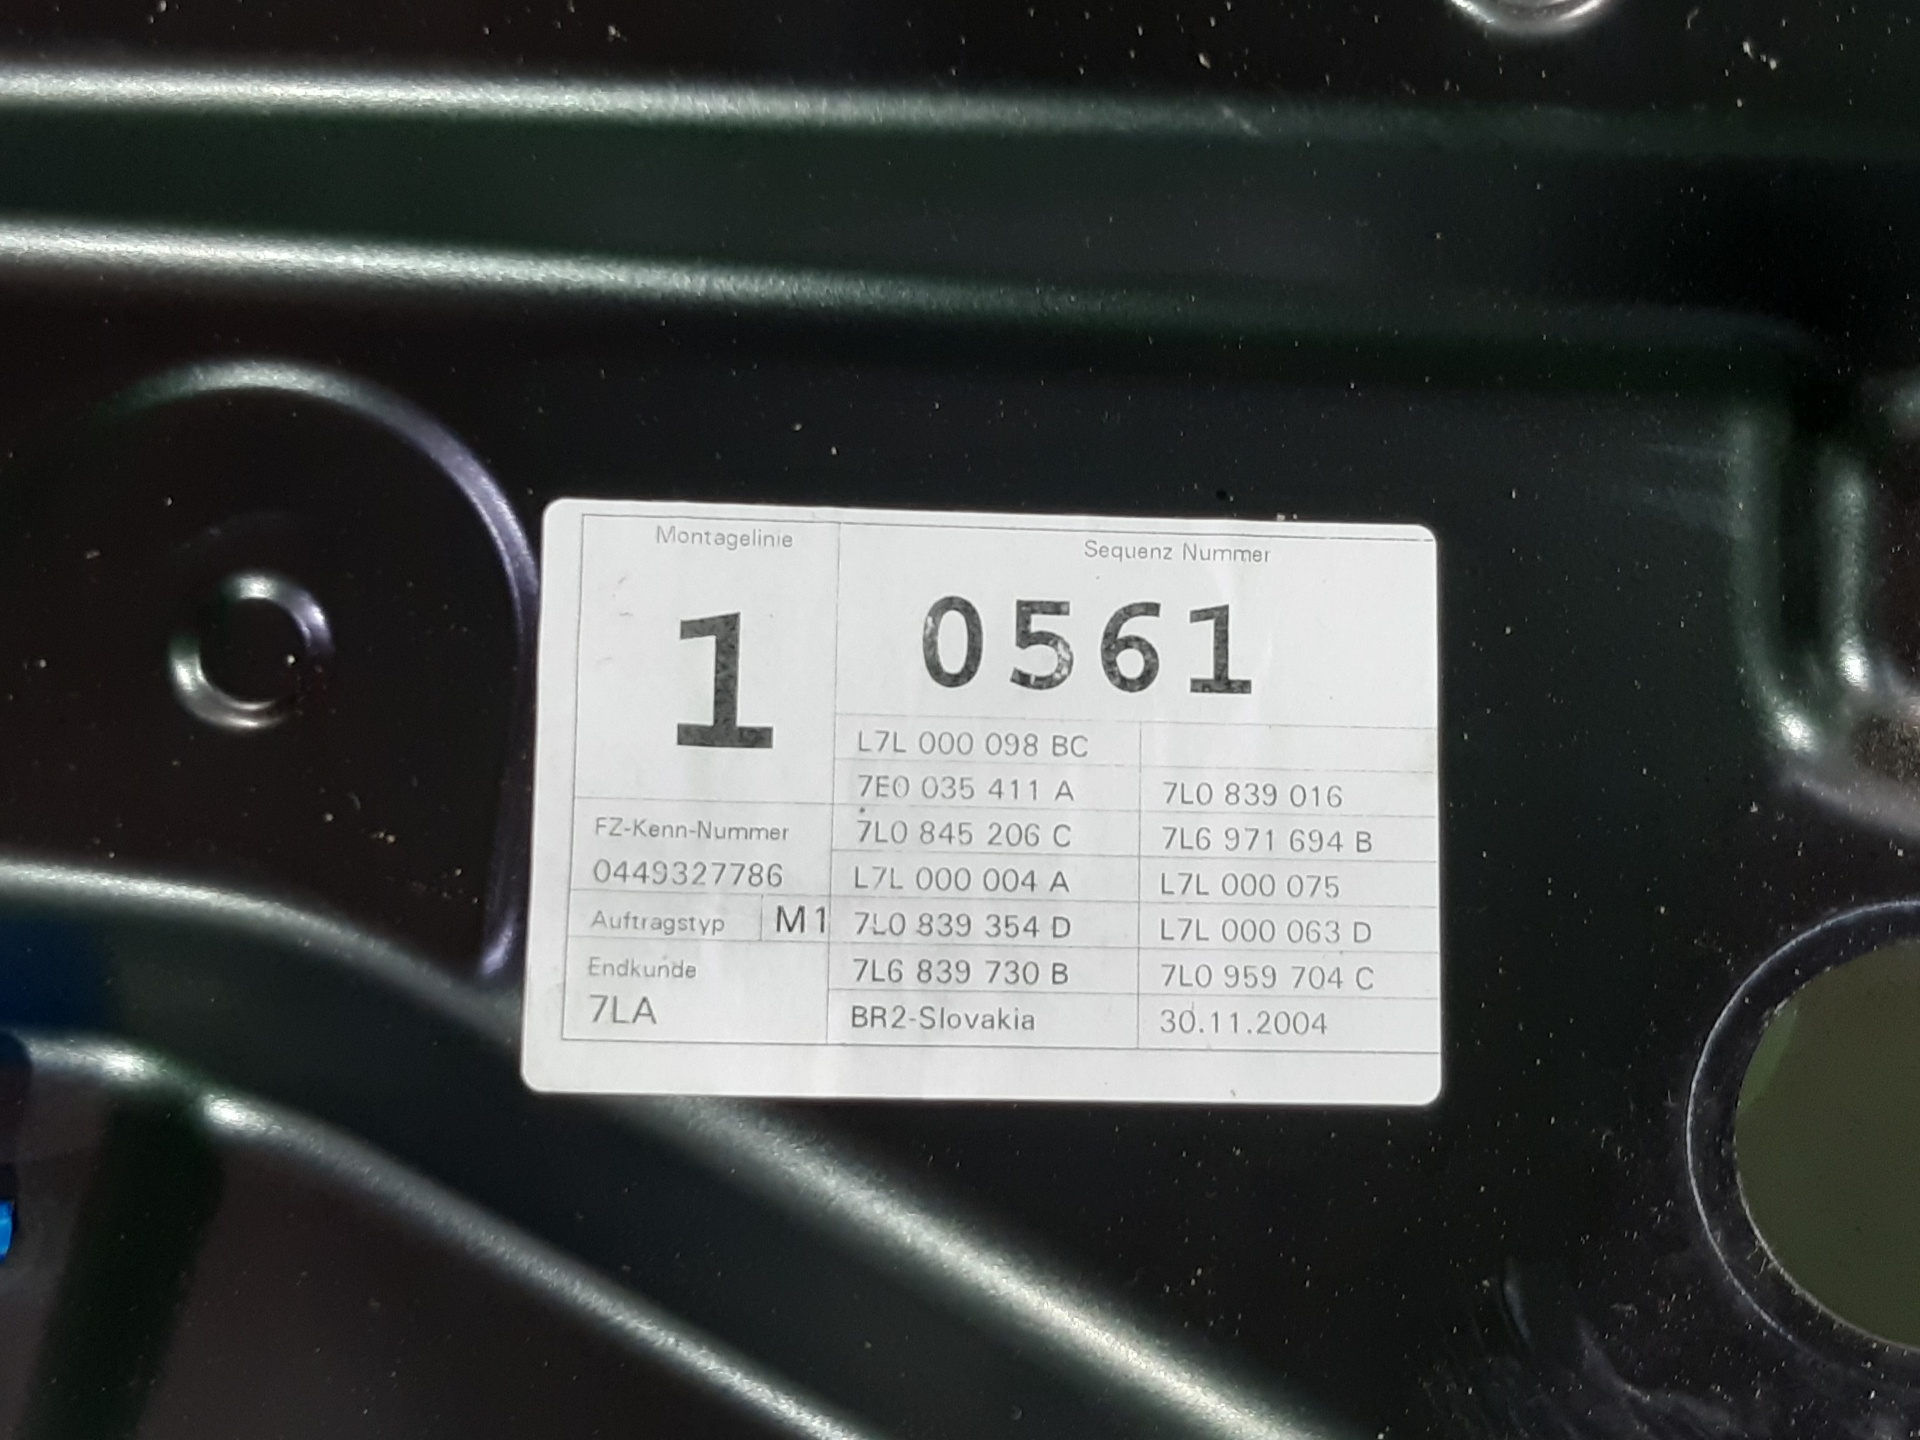 Montagelinie
1
Sequenz Nummer
0561
L7L 000 098 BC
7E0 035 411 A
7L0 839 016
FZ-Kenn-Nummer
0449327786
7L0 845 206 C
7L6 971 694 B
L7L 000 004 A
L7L 000 075
Auftragstyp
M1
7L0 839 354 D
L7L 000 063 D
Endkunde
7LA
7L6 839 730 B
7L0 959 704 C
BR2-Slovakia
30.11.2004